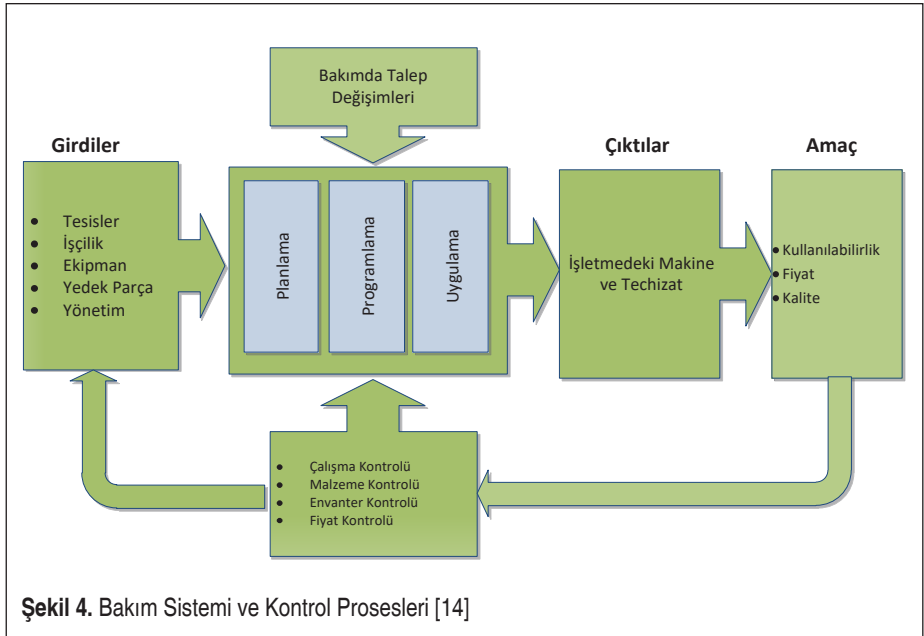 Bakımda Talep
Değişimleri
Girdiler
Çıktılar
Amaç
• Tesisler
• İşçilik
• Ekipman
• Yedek Parça
• Yönetim
Planlama
Programlama
Uygulama
İşletmedeki Makine
ve Techizat
• Kullanılabilirlik
• Fiyat
• Kalite
• Çalışma Kontrolü
• Malzeme Kontrolü
• Envanter Kontrolü
• Fiyat Kontrolü
Şekil 4. Bakım Sistemi ve Kontrol Prosesleri [14]